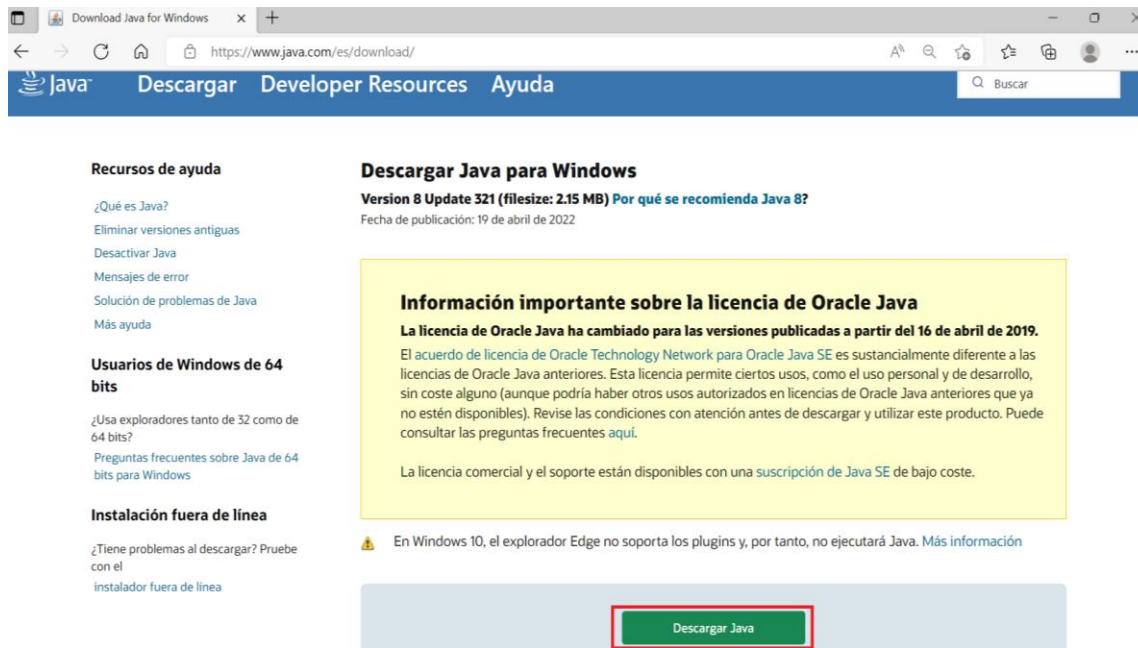 Download Java for Windows
https://www.java.com/es/download/
Java
Descargar Developer Resources Ayuda
Buscar
Recursos de ayuda
¿Qué es Java?
Eliminar versiones antiguas
Desactivar Java
Mensajes de error
Solución de problemas de Java
Más ayuda
Usuarios de Windows de 64
bits
¿Usa exploradores tanto de 32 como de
64 bits?
Preguntas frecuentes sobre Java de 64
bits para Windows
Instalación fuera de línea
¿Tiene problemas al descargar? Pruebe
con el
instalador fuera de línea
Descargar Java para Windows
Version 8 Update 321 (filesize: 2.15 MB) Por qué se recomienda Java 8?
Fecha de publicación: 19 de abril de 2022
Información importante sobre la licencia de Oracle Java
La licencia de Oracle Java ha cambiado para las versiones publicadas a partir del 16 de abril de 2019.
El acuerdo de licencia de Oracle Technology Network para Oracle Java SE es sustancialmente diferente a las
licencias de Oracle Java anteriores. Esta licencia permite ciertos usos, como el uso personal y de desarrollo,
sin coste alguno (aunque podría haber otros usos autorizados en licencias de Oracle Java anteriores que ya
no estén disponibles). Revise las condiciones con atención antes de descargar y utilizar este producto. Puede
consultar las preguntas frecuentes aquí.
La licencia comercial y el soporte están disponibles con una suscripción de Java SE de bajo coste.
En Windows 10, el explorador Edge no soporta los plugins y, por tanto, no ejecutará Java. Más información
Descargar Java